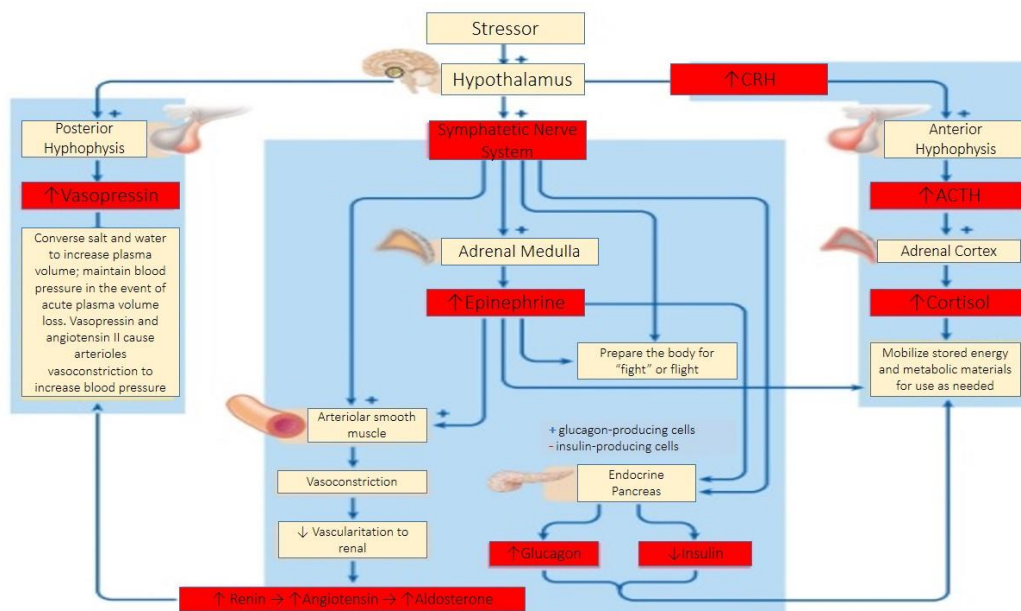 Stressor
+
Hypothalamus
↑CRH
+
+
+
Posterior
Hyphophysis
Symphatetic Nerve
System
Anterior
Hyphophysis
↑Vasopressin
↑ACTH
+
+
Converse salt and water
to increase plasma
volume; maintain blood
pressure in the event of
acute plasma volume
loss. Vasopressin and
angiotensin II cause
arterioles
vasoconstriction to
increase blood pressure
Adrenal Medulla
Adrenal Cortex
↑Epinephrine
↑Cortisol
Prepare the body for
"fight" or flight
Mobilize stored energy
and metabolic materials
for use as needed
+
+
Arteriolar smooth
muscle
+ glucagon-producing cells
- insulin-producing cells
Vasoconstriction
Endocrine
Pancreas
↓ Vascularitation to
renal
↑Glucagon
↓Insulin
↑ Renin → ↑Angiotensin → ↑Aldosterone